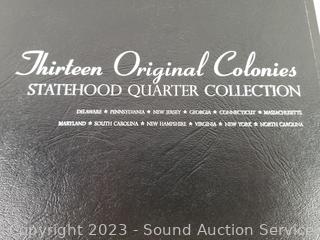 Thirteen Original Colonies
STATEHOOD QUARTER COLLECTION
DELAWARE ★ PENNSYLVANIA ★ NEW JERSEY ★ GEORGIA ★ CONNECTICUT ★ MASSACHUSETTS
MARYLAND ★ SOUTH CAROLINA ★ NEW HAMPSHIRE ★ VIRGINIA ★ NEW YORK ★ NORTH CAROLINA
Copyright 2023 - Sound Auction Service